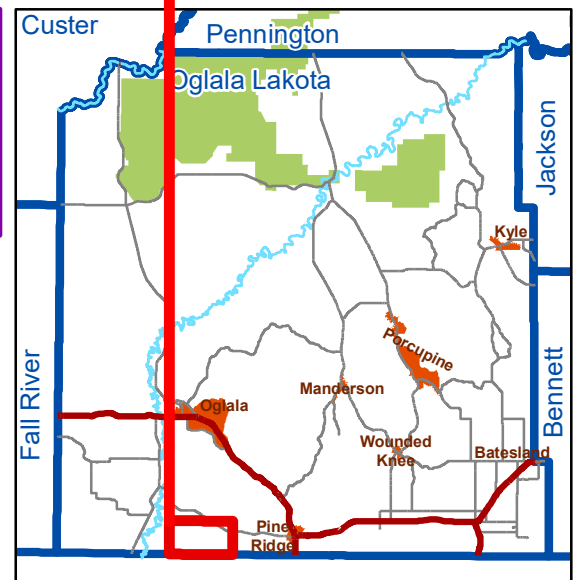 Custer
Pennington
Oglala Lakota
Jackson
Kyle
Porcupine
Fall River
Manderson
Oglala
Bennett
Wounded
Knee
Batesland
Pine
Ridge